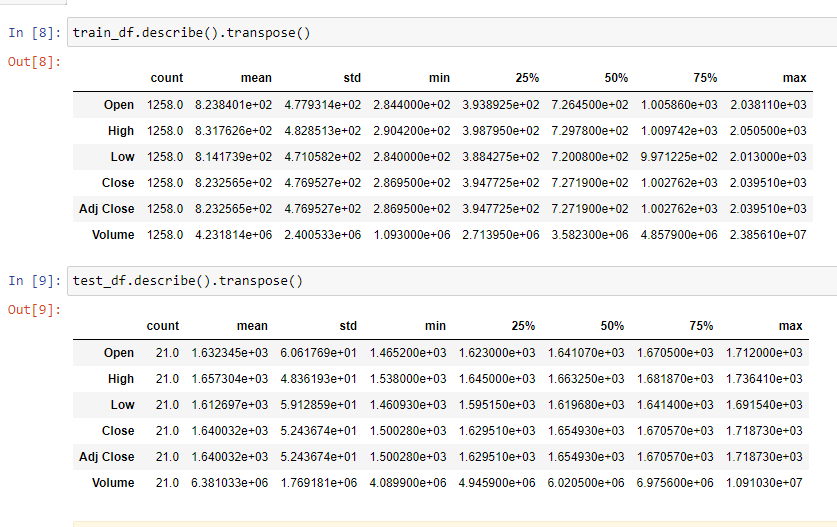 In [8]: train_df.describe().transpose()
Out[8]:
count mean std min 25% 50% 75% max
Open 1258.0 8.238401e+02 4.779314e+02 2.844000e+02 3.938925e+02 7.264500e+02 1.005860e+03 2.038110e+03
High 1258.0 8.317626e+02 4.828513e+02 2.904200e+02 3.987950e+02 7.297800e+02 1.009742e+03 2.050500e+03
Low 1258.0 8.141739e+02 4.710582e+02 2.840000e+02 3.884275e+02 7.200800e+02 9.971225e+02 2.013000e+03
Close 1258.0 8.232565e+02 4.769527e+02 2.869500e+02 3.947725e+02 7.271900e+02 1.002762e+03 2.039510e+03
Adj Close 1258.0 8.232565e+02 4.769527e+02 2.869500e+02 3.947725e+02 7.271900e+02 1.002762e+03 2.039510e+03
Volume 1258.0 4.231814e+06 2.400533e+06 1.093000e+06 2.713950e+06 3.582300e+06 4.857900e+06 2.385610e+07
In [9]: test_df.describe().transpose()
Out[9]:
count mean std min 25% 50% 75% max
Open 21.0 1.632345e+03 6.061769e+01 1.465200e+03 1.623000e+03 1.641070e+03 1.670500e+03 1.712000e+03
High 21.0 1.657304e+03 4.836193e+01 1.538000e+03 1.645000e+03 1.663250e+03 1.681870e+03 1.736410e+03
Low 21.0 1.612697e+03 5.912859e+01 1.460930e+03 1.595150e+03 1.619680e+03 1.641400e+03 1.691540e+03
Close 21.0 1.640032e+03 5.243674e+01 1.500280e+03 1.629510e+03 1.654930e+03 1.670570e+03 1.718730e+03
Adj Close 21.0 1.640032e+03 5.243674e+01 1.500280e+03 1.629510e+03 1.654930e+03 1.670570e+03 1.718730e+03
Volume 21.0 6.381033e+06 1.769181e+06 4.089900e+06 4.945900e+06 6.020500e+06 6.975600e+06 1.091030e+07